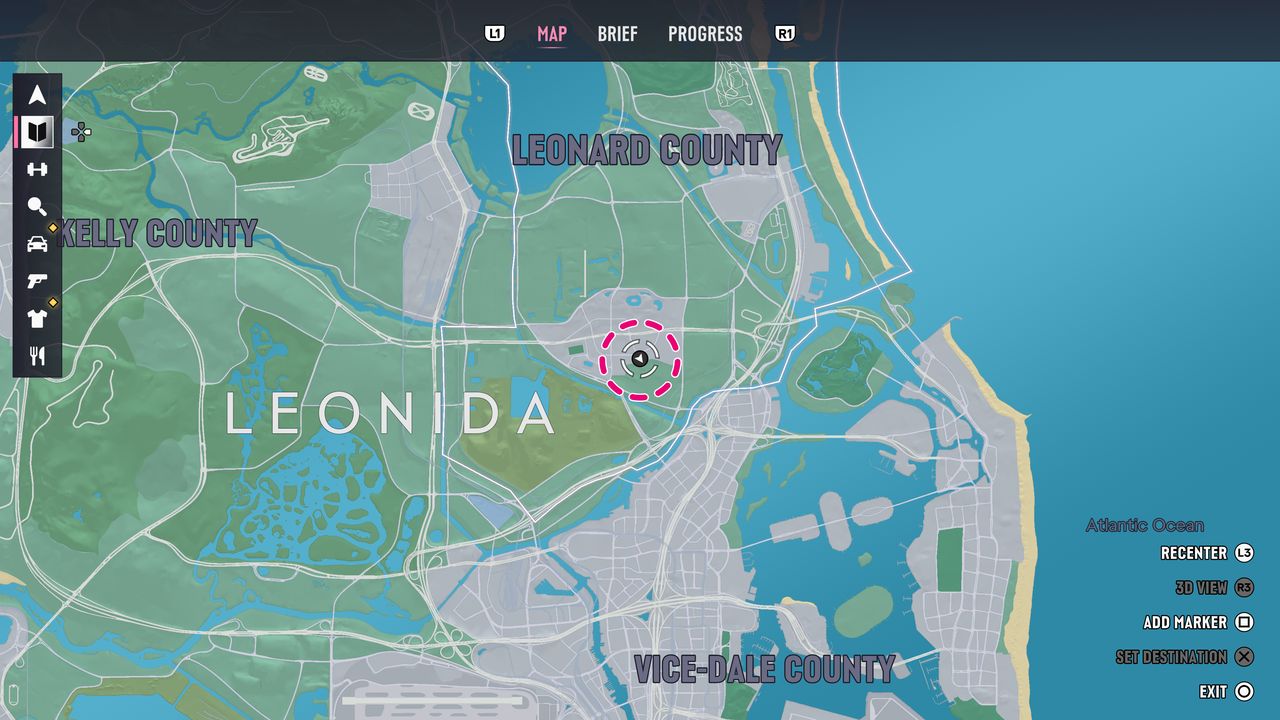 L1 MAP BRIEF PROGRESS R1
LEONARD COUNTY
KELLY COUNTY
LEONIDA
Atlantic Ocean
RECENTER L3
3D VIEW R3
ADD MARKER
SET DESTINATION
EXIT
VICE-DALE COUNTY